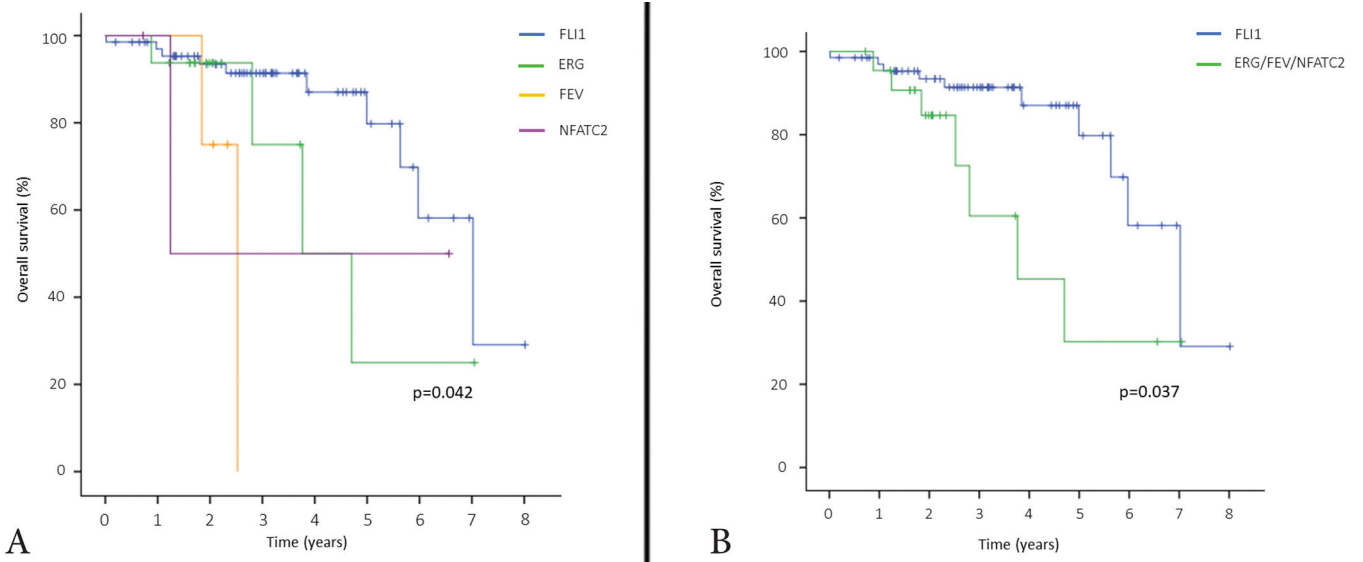 100
80
60
40
20
0
Overall survival (%)
0 1 2 3 4 5 6 7 8
Time (years)
FLI1
ERG
FEV
NFATC2
p=0.042
A
100
80
60
40
20
0
Overall survival (%)
0 1 2 3 4 5 6 7 8
Time (years)
FLI1
ERG/FEV/NFATC2
p=0.037
B